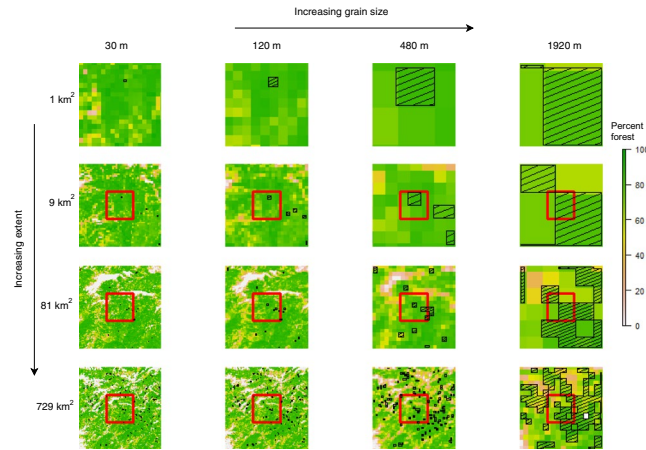 Increasing grain size
30 m
120 m
480 m
1920 m
1 km2
Percent
forest
100
80
60
40
20
0
9 km2
Increasing extent
81 km2
729 km2